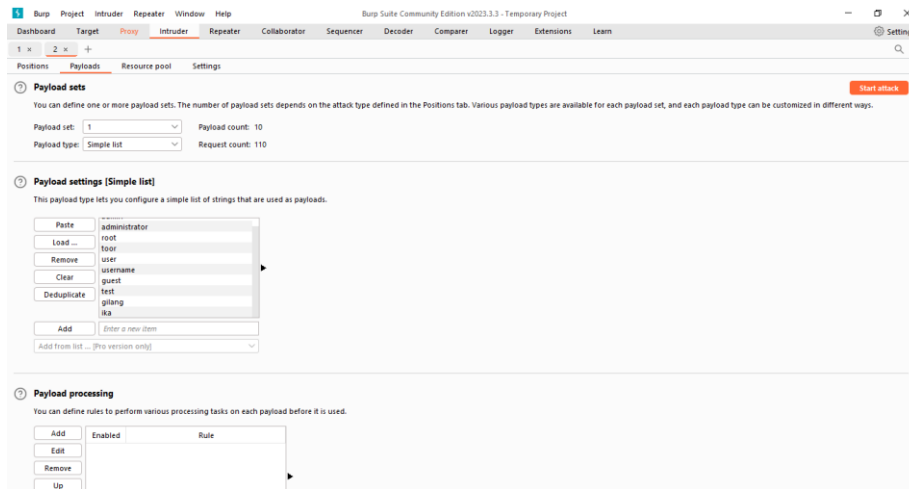 Burp Project Intruder Repeater Window Help Burp Suite Community Edition v2023.3.3 - Temporary Project
Dashboard Target Proxy Intruder Repeater Collaborator Sequencer Decoder Comparer Logger Extensions Learn Setting
1 × 2 × +
Positions Payloads Resource pool Settings
? Payload sets Start attack
You can define one or more payload sets. The number of payload sets depends on the attack type defined in the Positions tab. Various payload types are available for each payload set, and each payload type can be customized in different ways.
Payload set: 1 Payload count: 10
Payload type: Simple list Request count: 110
? Payload settings [Simple list]
This payload type lets you configure a simple list of strings that are used as payloads.
Paste
Load ...
Remove
Clear
Deduplicate
administrator
root
toor
user
username
guest
test
gilang
ika
Add Enter a new item
Add from list ... [Pro version only]
? Payload processing
You can define rules to perform various processing tasks on each payload before it is used.
Add Enabled Rule
Edit
Remove
Up